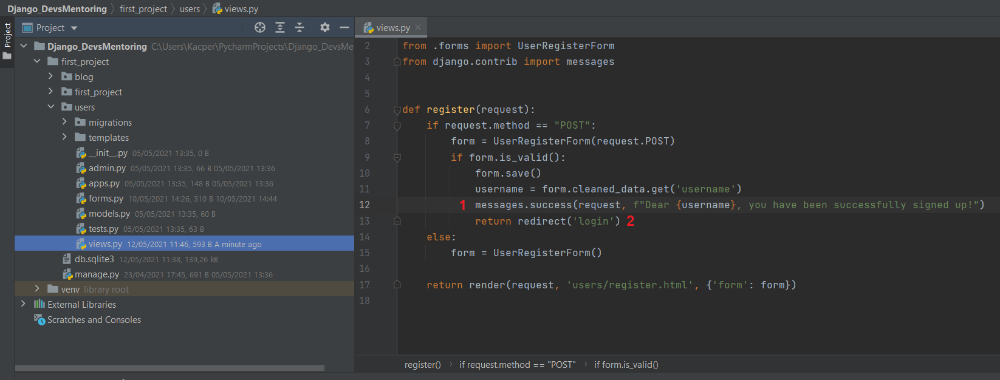 Django_DevsMentoring first_project users views.py
Project
Project
views.py
Django_DevsMentoring C:\Users\Kacper\PycharmProjects\Django_DevsMe
first_project
blog
first_project
users
migrations
templates
__init__.py 05/05/2021 13:35, 0 B
admin.py 05/05/2021 13:35, 66 B 05/05/2021 13:36
apps.py 05/05/2021 13:35, 148 B 05/05/2021 13:36
forms.py 10/05/2021 14:26, 310 B 10/05/2021 14:44
models.py 05/05/2021 13:35, 60 B
tests.py 05/05/2021 13:35, 63 B
views.py 12/05/2021 11:46, 593 B A minute ago
db.sqlite3 12/05/2021 11:38, 139,26 kB
manage.py 23/04/2021 17:45, 691 B 05/05/2021 13:36
venv library root
External Libraries
Scratches and Consoles
2 from .forms import UserRegisterForm
3 from django.contrib import messages
4
5
6 def register(request):
7 if request.method == "POST":
8 form = UserRegisterForm(request.POST)
9 if form.is_valid():
10 form.save()
11 username = form.cleaned_data.get('username')
12 1 messages.success(request, f"Dear {username}, you have been successfully signed up!")
13 return redirect('login') 2
14 else:
15 form = UserRegisterForm()
16
17 return render(request, 'users/register.html', {'form': form})
18
register() if request.method == "POST" if form.is_valid()